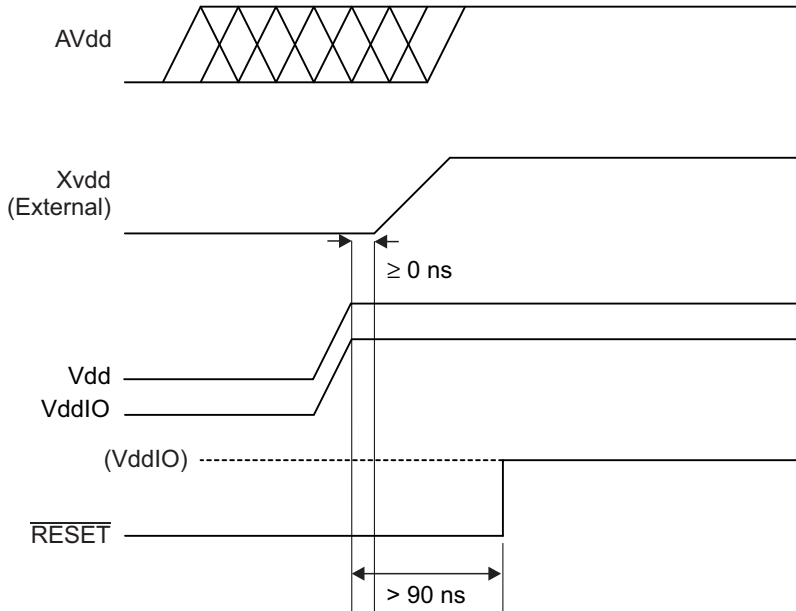 AVdd
Xvdd
(External)
≥ 0 ns
Vdd
VddIO
(VddIO)
RESET
> 90 ns